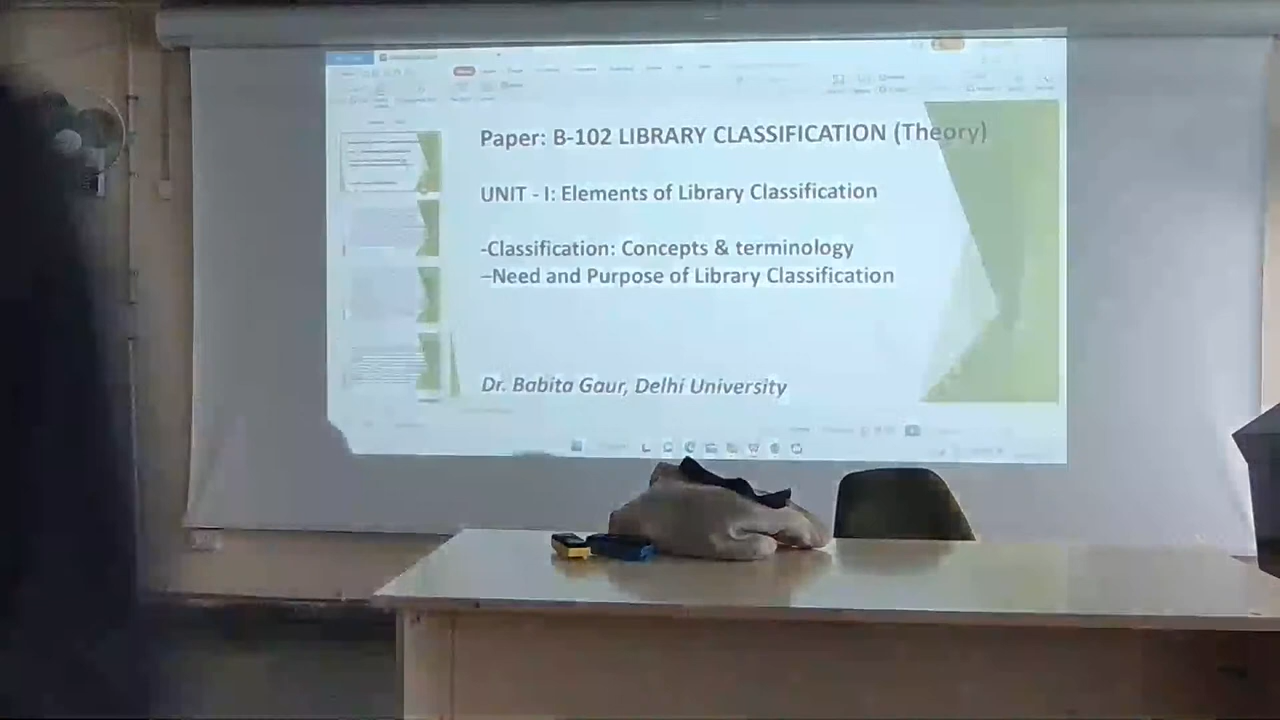 Paper: B-102 LIBRARY CLASSIFICATION (Theory)
UNIT - I: Elements of Library Classification
-Classification: Concepts & terminology
–Need and Purpose of Library Classification
Dr. Babita Gaur, Delhi University